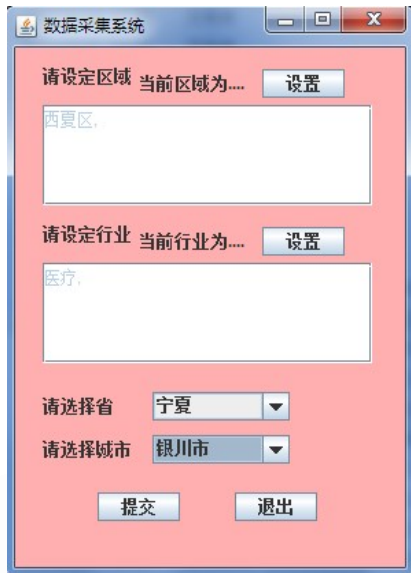 数据采集系统
请设定区域 当前区域为.... 设置
西夏区,
请设定行业 当前行业为.... 设置
医疗,
请选择省 宁夏
请选择城市 银川市
提交 退出